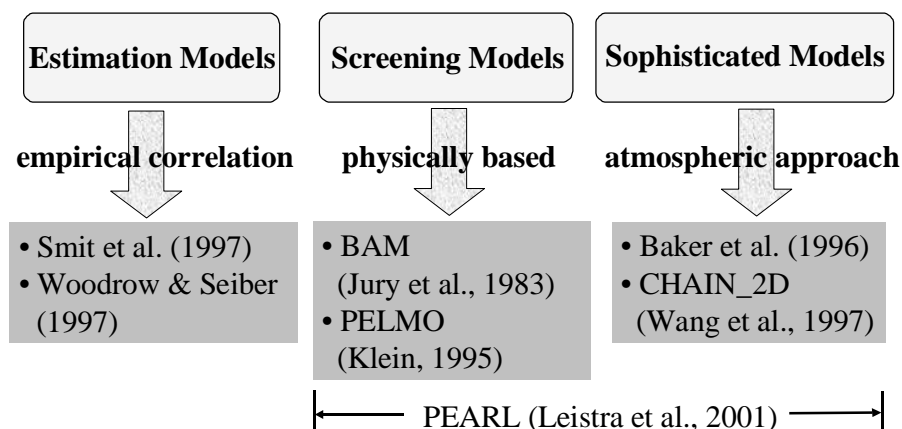 Estimation Models
Screening Models
Sophisticated Models
empirical correlation
physically based
atmospheric approach
• Smit et al. (1997)
• Woodrow & Seiber
(1997)
• BAM
(Jury et al., 1983)
• PELMO
(Klein, 1995)
• Baker et al. (1996)
• CHAIN_2D
(Wang et al., 1997)
PEARL (Leistra et al., 2001)